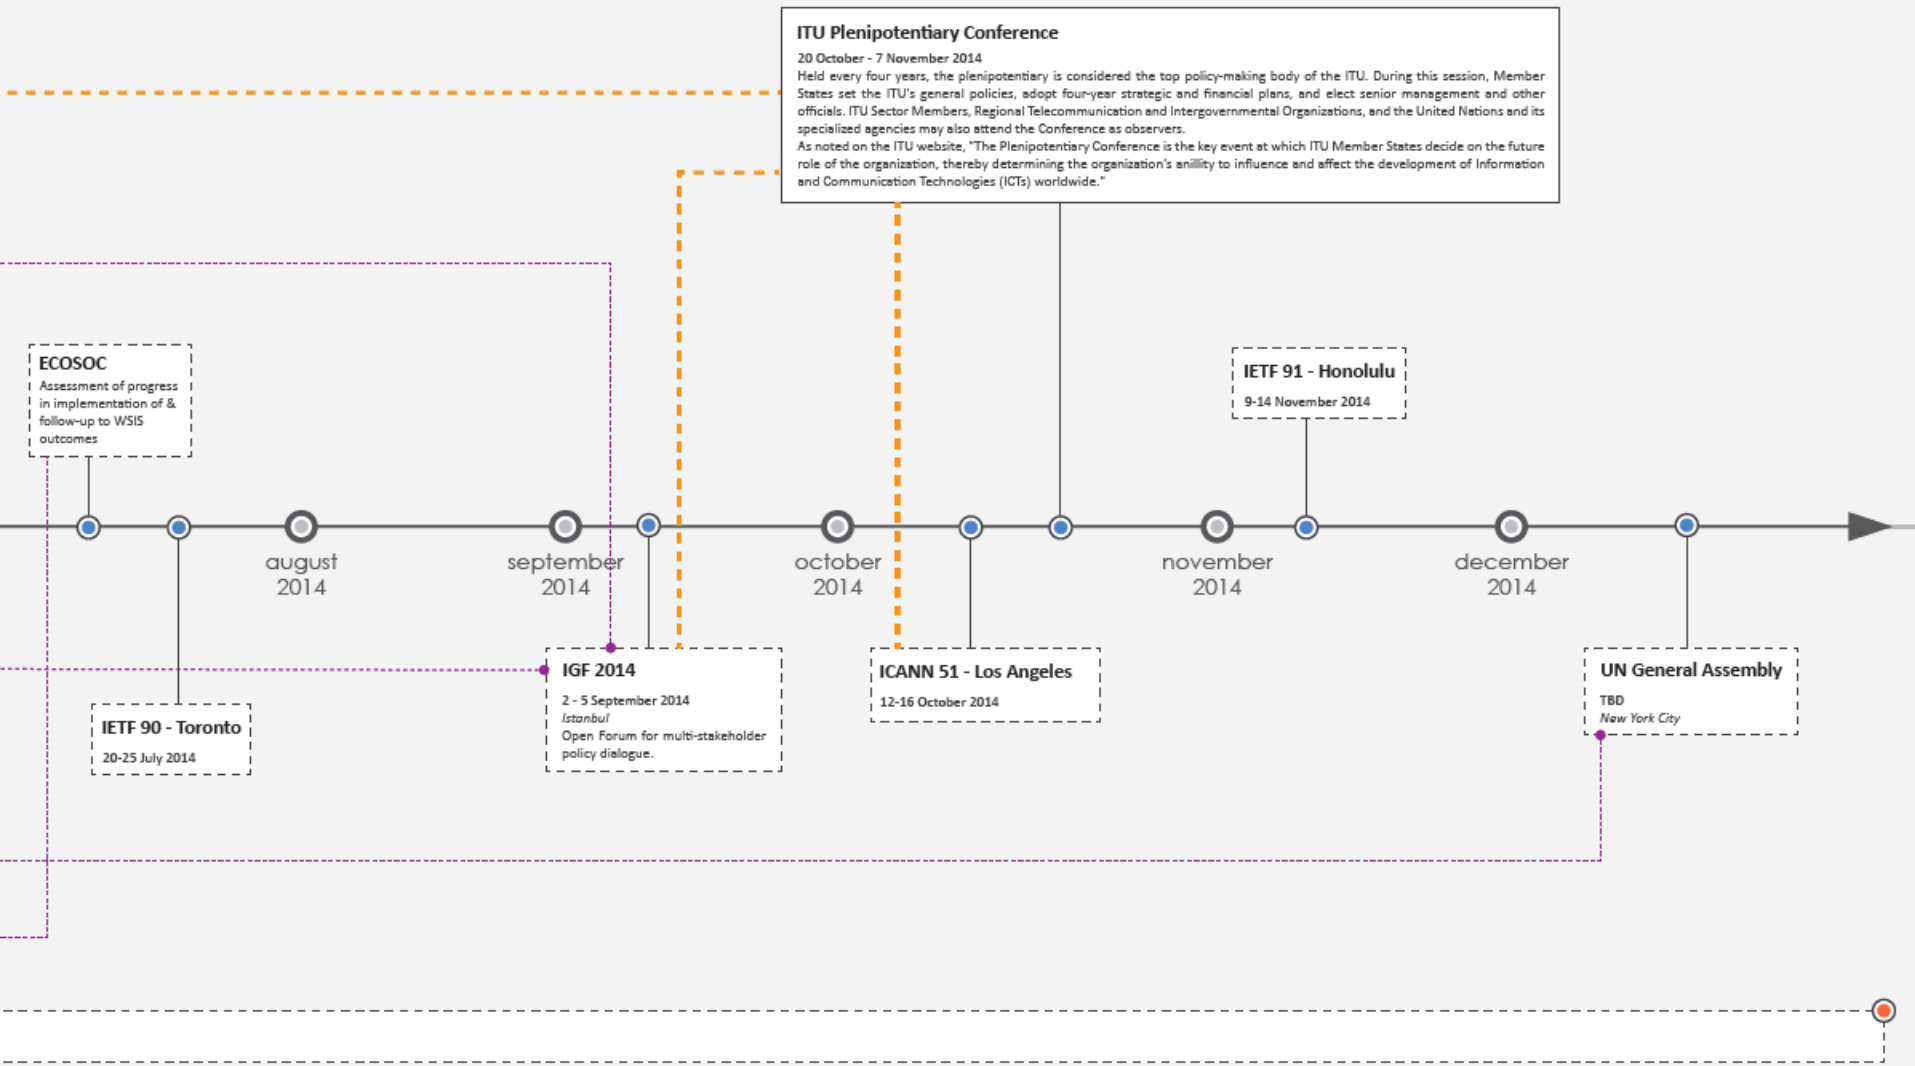 ITU Plenipotentiary Conference
20 October - 7 November 2014
Held every four years, the plenipotentiary is considered the top policy-making body of the ITU. During this session, Member
States set the ITU's general policies, adopt four-year strategic and financial plans, and elect senior management and other
officials. ITU Sector Members, Regional Telecommunication and Intergovernmental Organizations, and the United Nations and its
specialized agencies may also attend the Conference as observers.
As noted on the ITU website, "The Plenipotentiary Conference is the key event at which ITU Member States decide on the future
role of the organization, thereby determining the organization's anillity to influence and affect the development of Information
and Communication Technologies (ICTs) worldwide."
ECOSOC
Assessment of progress
in implementation of &
follow-up to WSIS
outcomes
IETF 91 - Honolulu
9-14 November 2014
august
2014
september
2014
october
2014
november
2014
december
2014
IETF 90 - Toronto
20-25 July 2014
IGF 2014
2 - 5 September 2014
Istanbul
Open Forum for multi-stakeholder
policy dialogue.
ICANN 51 - Los Angeles
12-16 October 2014
UN General Assembly
TBD
New York City